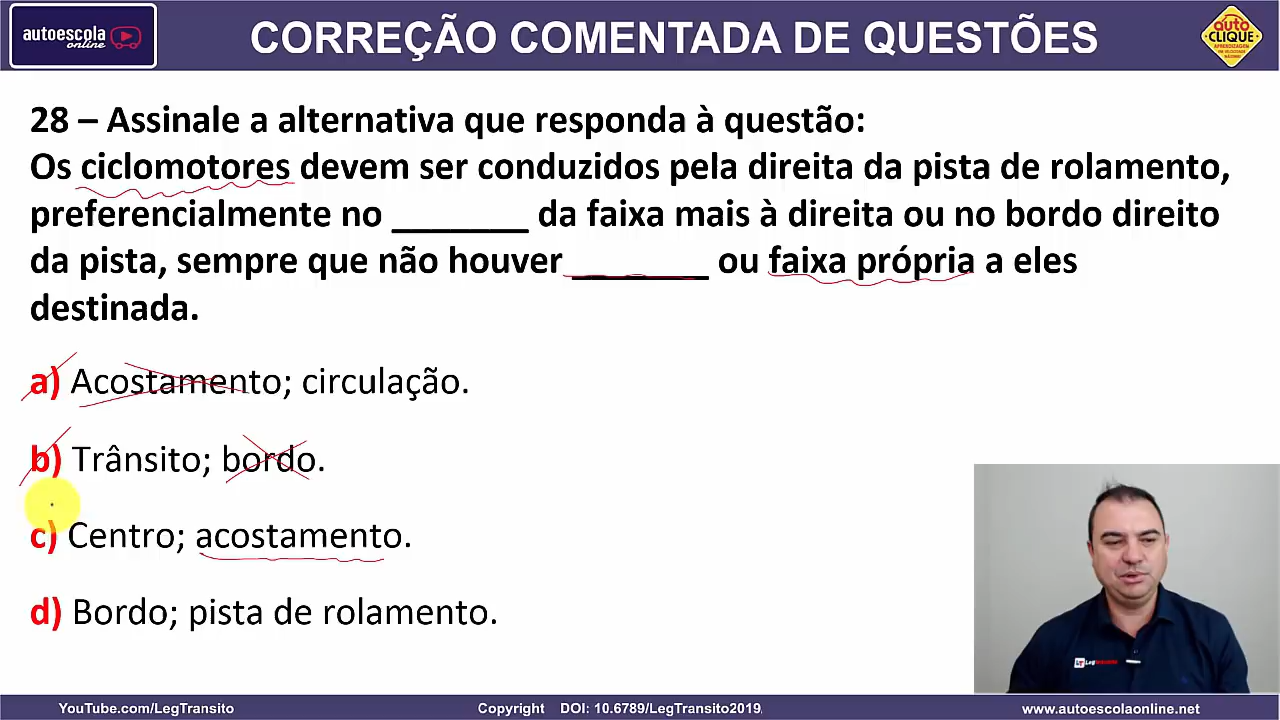 autoescola
online
CORREÇÃO COMENTADA DE QUESTÕES
auto
CLIQUE
28 – Assinale a alternativa que responda à questão:
Os ciclomotores devem ser conduzidos pela direita da pista de rolamento,
preferencialmente no _______ da faixa mais à direita ou no bordo direito
da pista, sempre que não houver _______ ou faixa própria a eles
destinada.
a) Acostamento; circulação.
b) Trânsito; bordo.
c) Centro; acostamento.
d) Bordo; pista de rolamento.
YouTube.com/LegTransito
Copyright DOI: 10.6789/LegTransito2019.
www.autoescolaonline.net